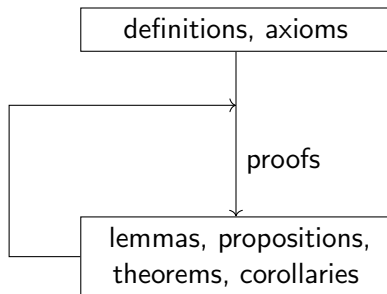 definitions, axioms
proofs
lemmas, propositions,
theorems, corollaries